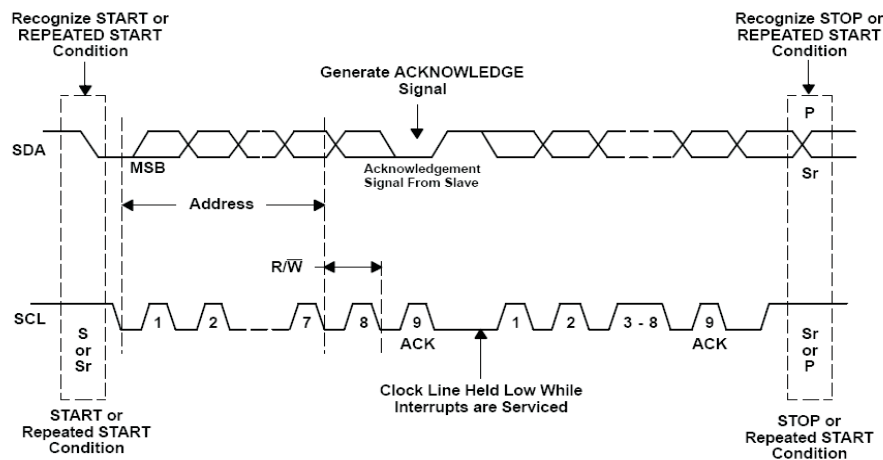 Recognize START or
REPEATED START
Condition
Recognize STOP or
REPEATED START
Condition
Generate ACKNOWLEDGE
Signal
P
SDA
MSB
Acknowledgement
Signal From Slave
Sr
Address
R/W̅
SCL
S
or
Sr
1
2
7
8
9
ACK
1
2
3 - 8
9
ACK
Sr
or
P
Clock Line Held Low While
Interrupts are Serviced
START or
Repeated START
Condition
STOP or
Repeated START
Condition